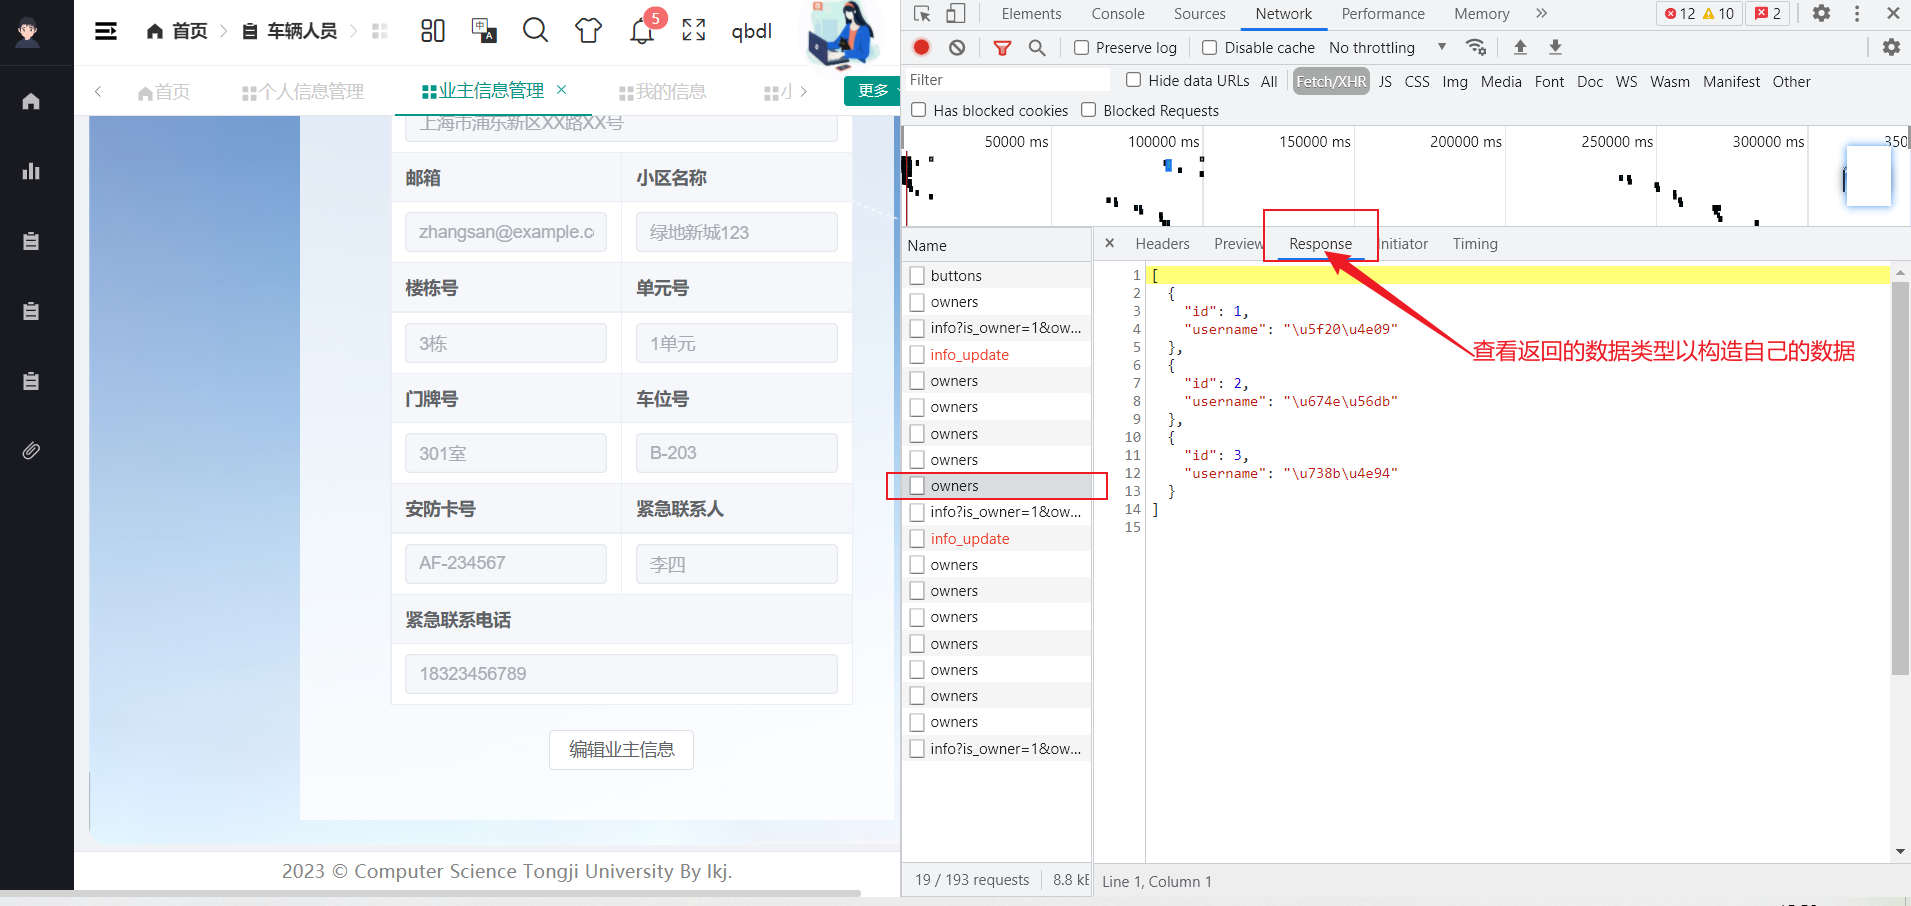 首页
车辆人员
中
A
5
qbdl
首页
个人信息管理
业主信息管理
我的信息
更多
上海市浦东新区XX路XX号
邮箱
小区名称
zhangsan@example.c
绿地新城123
楼栋号
单元号
3栋
1单元
门牌号
车位号
301室
B-203
安防卡号
紧急联系人
AF-234567
李四
紧急联系电话
18323456789
编辑业主信息
2023 © Computer Science Tongji University By lkj.
Elements Console Sources Network Performance Memory
12 10 2
Preserve log Disable cache No throttling
Filter
Hide data URLs All Fetch/XHR JS CSS Img Media Font Doc WS Wasm Manifest Other
Has blocked cookies Blocked Requests
50000 ms 100000 ms 150000 ms 200000 ms 250000 ms 300000 ms 350
Name
buttons
owners
info?is_owner=1&ow...
info_update
owners
owners
owners
owners
owners
info?is_owner=1&ow...
info_update
owners
owners
owners
owners
owners
owners
owners
info?is_owner=1&ow...
19 / 193 requests 8.8 kB
Headers Preview Response Initiator Timing
1 [
2 {
3 "id": 1,
4 "username": "\u5f20\u4e09"
5 },
6 {
7 "id": 2,
8 "username": "\u674e\u56db"
9 },
10 {
11 "id": 3,
12 "username": "\u738b\u4e94"
13 }
14 ]
15
查看返回的数据类型以构造自己的数据
Line 1, Column 1